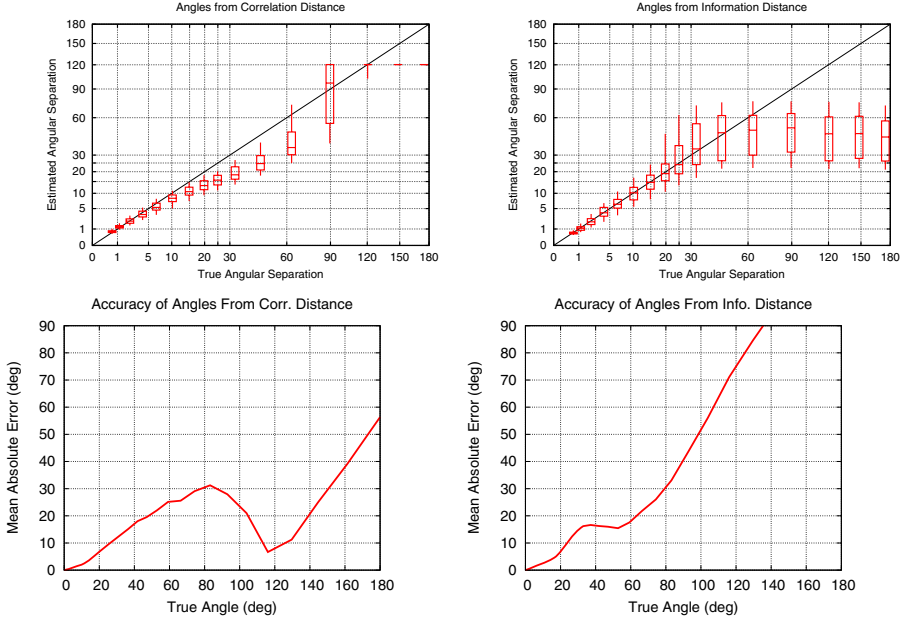 Angles from Correlation Distance
Estimated Angular Separation
180
150
120
90
60
30
20
10
5
1
0
0 1 5 10 20 30 60 90 120 150 180
True Angular Separation
Angles from Information Distance
Estimated Angular Separation
180
150
120
90
60
30
20
10
5
1
0
0 1 5 10 20 30 60 90 120 150 180
True Angular Separation
Accuracy of Angles From Corr. Distance
Mean Absolute Error (deg)
90
80
70
60
50
40
30
20
10
0
0 20 40 60 80 100 120 140 160 180
True Angle (deg)
Accuracy of Angles From Info. Distance
Mean Absolute Error (deg)
90
80
70
60
50
40
30
20
10
0
0 20 40 60 80 100 120 140 160 180
True Angle (deg)